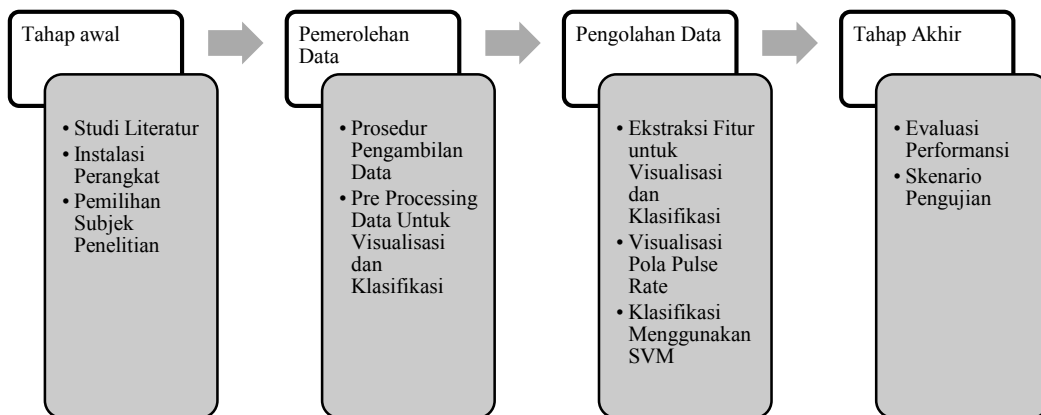 Tahap awal
• Studi Literatur
• Instalasi
Perangkat
• Pemilihan
Subjek
Penelitian
Pemerolehan
Data
• Prosedur
Pengambilan
Data
• Pre Processing
Data Untuk
Visualisasi
dan
Klasifikasi
Pengolahan Data
• Ekstraksi Fitur
untuk
Visualisasi
dan
Klasifikasi
• Visualisasi
Pola Pulse
Rate
• Klasifikasi
Menggunakan
SVM
Tahap Akhir
• Evaluasi
Performansi
• Skenario
Pengujian